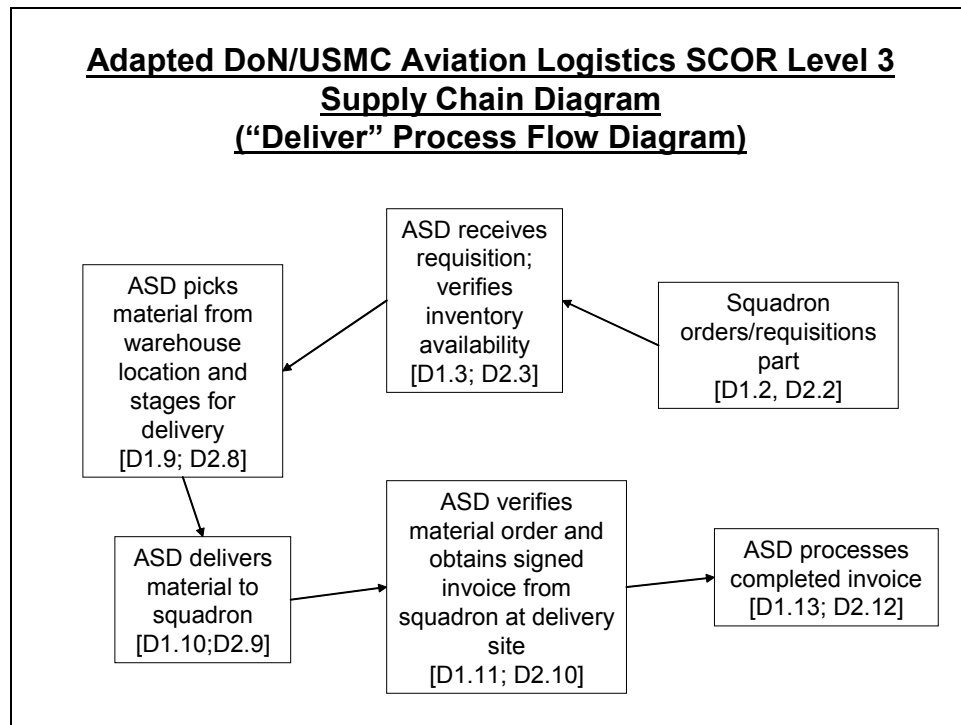 Adapted DoN/USMC Aviation Logistics SCOR Level 3
Supply Chain Diagram
(“Deliver” Process Flow Diagram)
Squadron
orders/requisitions
part
[D1.2, D2.2]
ASD receives
requisition;
verifies
inventory
availability
[D1.3; D2.3]
ASD picks
material from
warehouse
location and
stages for
delivery
[D1.9; D2.8]
ASD delivers
material to
squadron
[D1.10;D2.9]
ASD verifies
material order and
obtains signed
invoice from
squadron at delivery
site
[D1.11; D2.10]
ASD processes
completed invoice
[D1.13; D2.12]